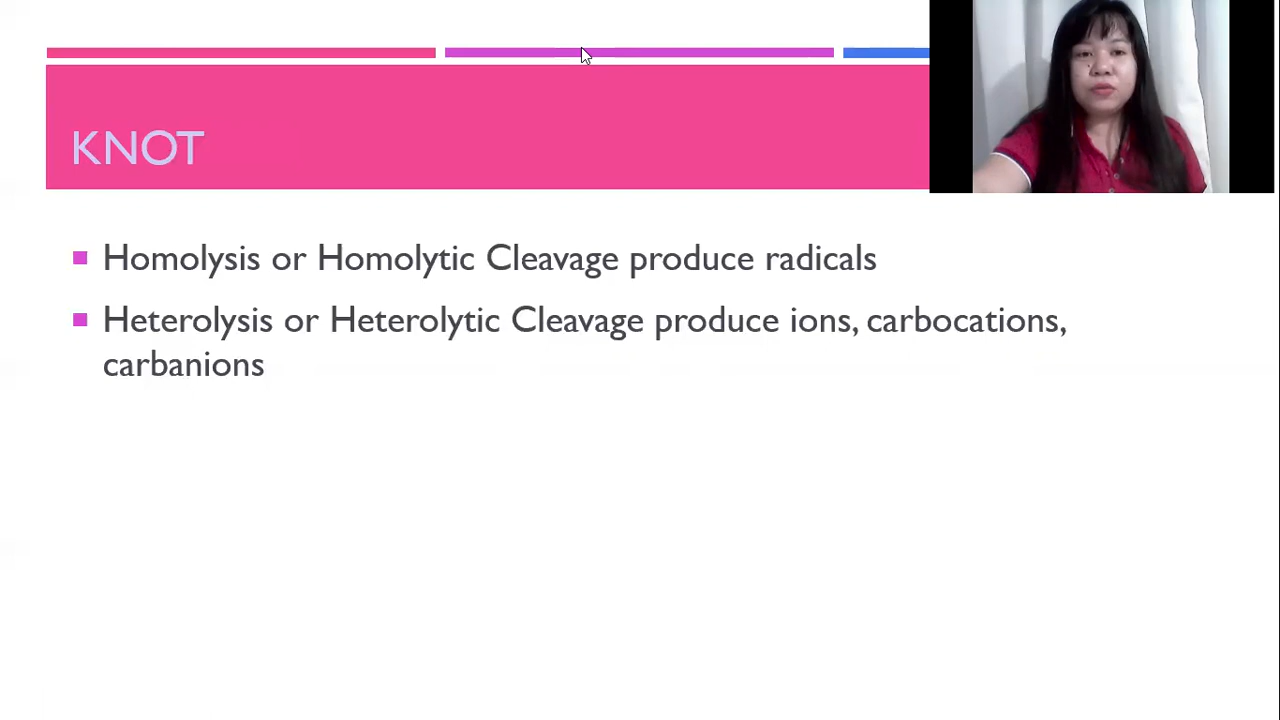 KNOT
Homolysis or Homolytic Cleavage produce radicals
Heterolysis or Heterolytic Cleavage produce ions, carbocations,
carbanions